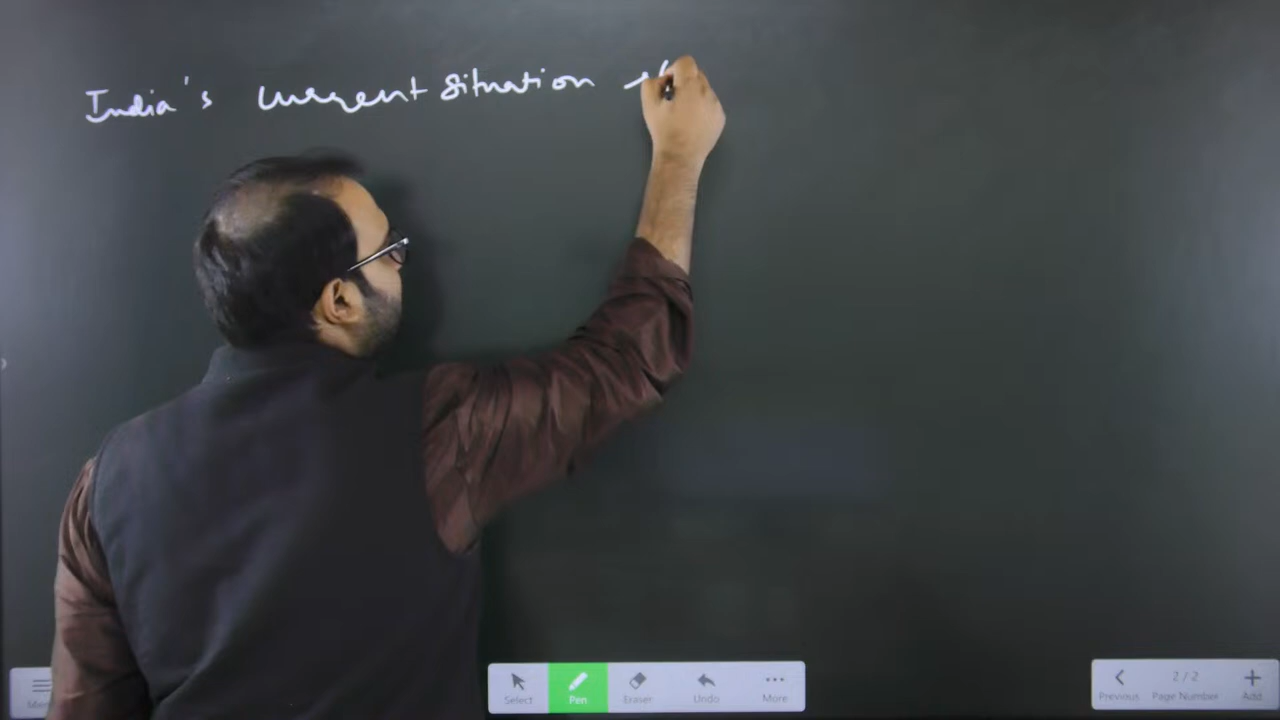 India's current situation
Select
Pen
Eraser
Undo
More
Previous
2/2
Page Number
Add